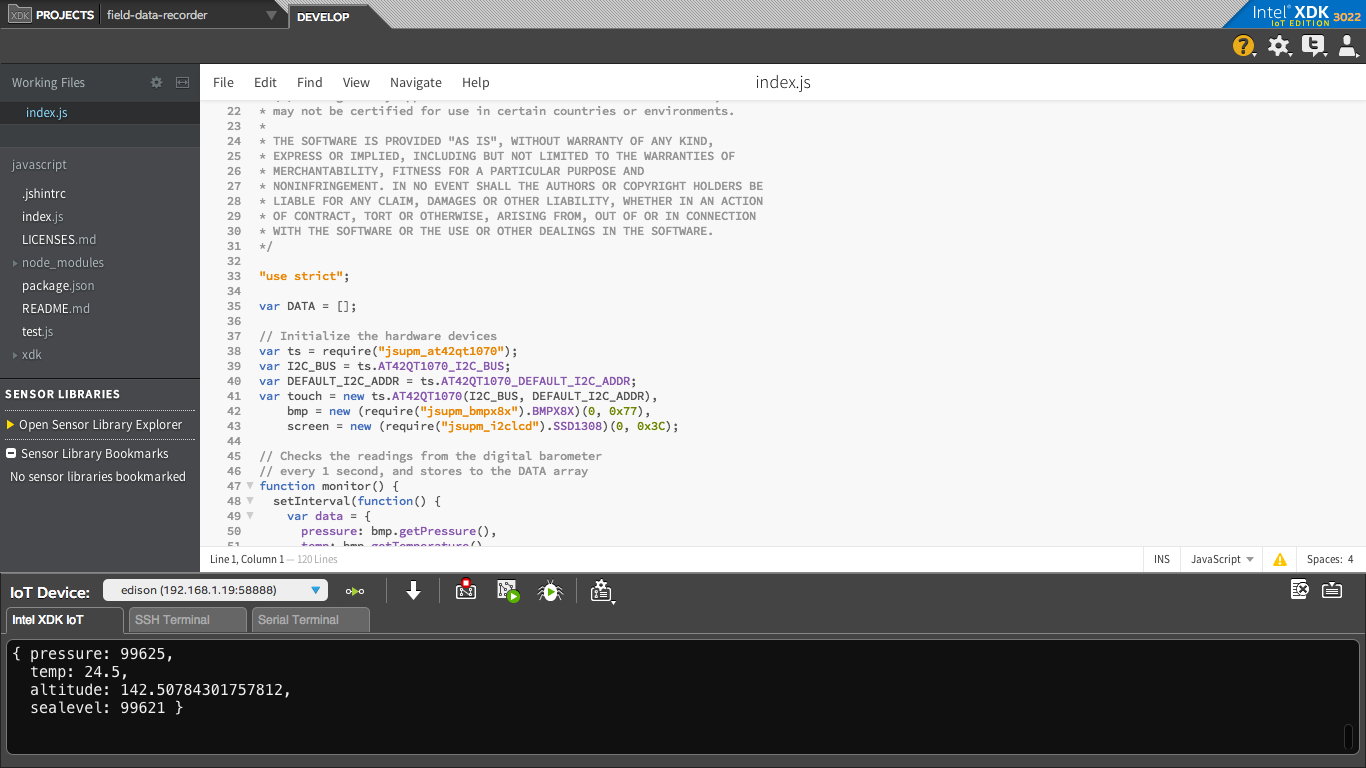 XDK PROJECTS field-data-recorder DEVELOP
Intel® XDK
IoT EDITION 3022
Working Files
index.js
javascript
.jshintrc
index.js
LICENSES.md
node_modules
package.json
README.md
test.js
xdk
SENSOR LIBRARIES
Open Sensor Library Explorer
Sensor Library Bookmarks
No sensor libraries bookmarked
File Edit Find View Navigate Help index.js
22 * may not be certified for use in certain countries or environments.
23 *
24 * THE SOFTWARE IS PROVIDED "AS IS", WITHOUT WARRANTY OF ANY KIND,
25 * EXPRESS OR IMPLIED, INCLUDING BUT NOT LIMITED TO THE WARRANTIES OF
26 * MERCHANTABILITY, FITNESS FOR A PARTICULAR PURPOSE AND
27 * NONINFRINGEMENT. IN NO EVENT SHALL THE AUTHORS OR COPYRIGHT HOLDERS BE
28 * LIABLE FOR ANY CLAIM, DAMAGES OR OTHER LIABILITY, WHETHER IN AN ACTION
29 * OF CONTRACT, TORT OR OTHERWISE, ARISING FROM, OUT OF OR IN CONNECTION
30 * WITH THE SOFTWARE OR THE USE OR OTHER DEALINGS IN THE SOFTWARE.
31 */
32
33 "use strict";
34
35 var DATA = [];
36
37 // Initialize the hardware devices
38 var ts = require("jsupm_at42qt1070");
39 var I2C_BUS = ts.AT42QT1070_I2C_BUS;
40 var DEFAULT_I2C_ADDR = ts.AT42QT1070_DEFAULT_I2C_ADDR;
41 var touch = new ts.AT42QT1070(I2C_BUS, DEFAULT_I2C_ADDR),
42 bmp = new (require("jsupm_bmpx8x").BMPX8X)(0, 0x77),
43 screen = new (require("jsupm_i2clcd").SSD1308)(0, 0x3C);
44
45 // Checks the readings from the digital barometer
46 // every 1 second, and stores to the DATA array
47 function monitor() {
48 setInterval(function() {
49 var data = {
50 pressure: bmp.getPressure(),
51 temp: bmp.getTemperature(),
Line 1, Column 1 — 120 Lines INS JavaScript Spaces: 4
IoT Device: edison (192.168.1.19:58888)
Intel XDK IoT SSH Terminal Serial Terminal
{ pressure: 99625,
temp: 24.5,
altitude: 142.50784301757812,
sealevel: 99621 }